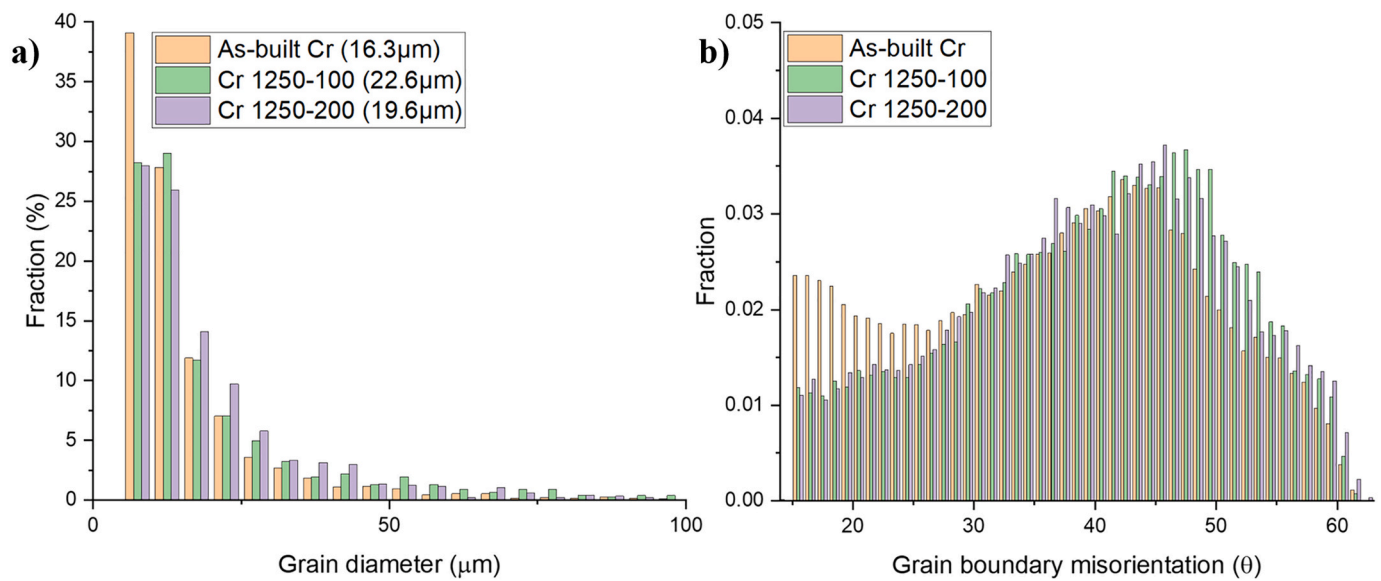 a)
As-built Cr (16.3μm)
Cr 1250-100 (22.6μm)
Cr 1250-200 (19.6μm)
Fraction (%)
40
35
30
25
20
15
10
5
0
0 50 100
Grain diameter (μm)
b)
As-built Cr
Cr 1250-100
Cr 1250-200
Fraction
0.05
0.04
0.03
0.02
0.01
0.00
20 30 40 50 60
Grain boundary misorientation (θ)